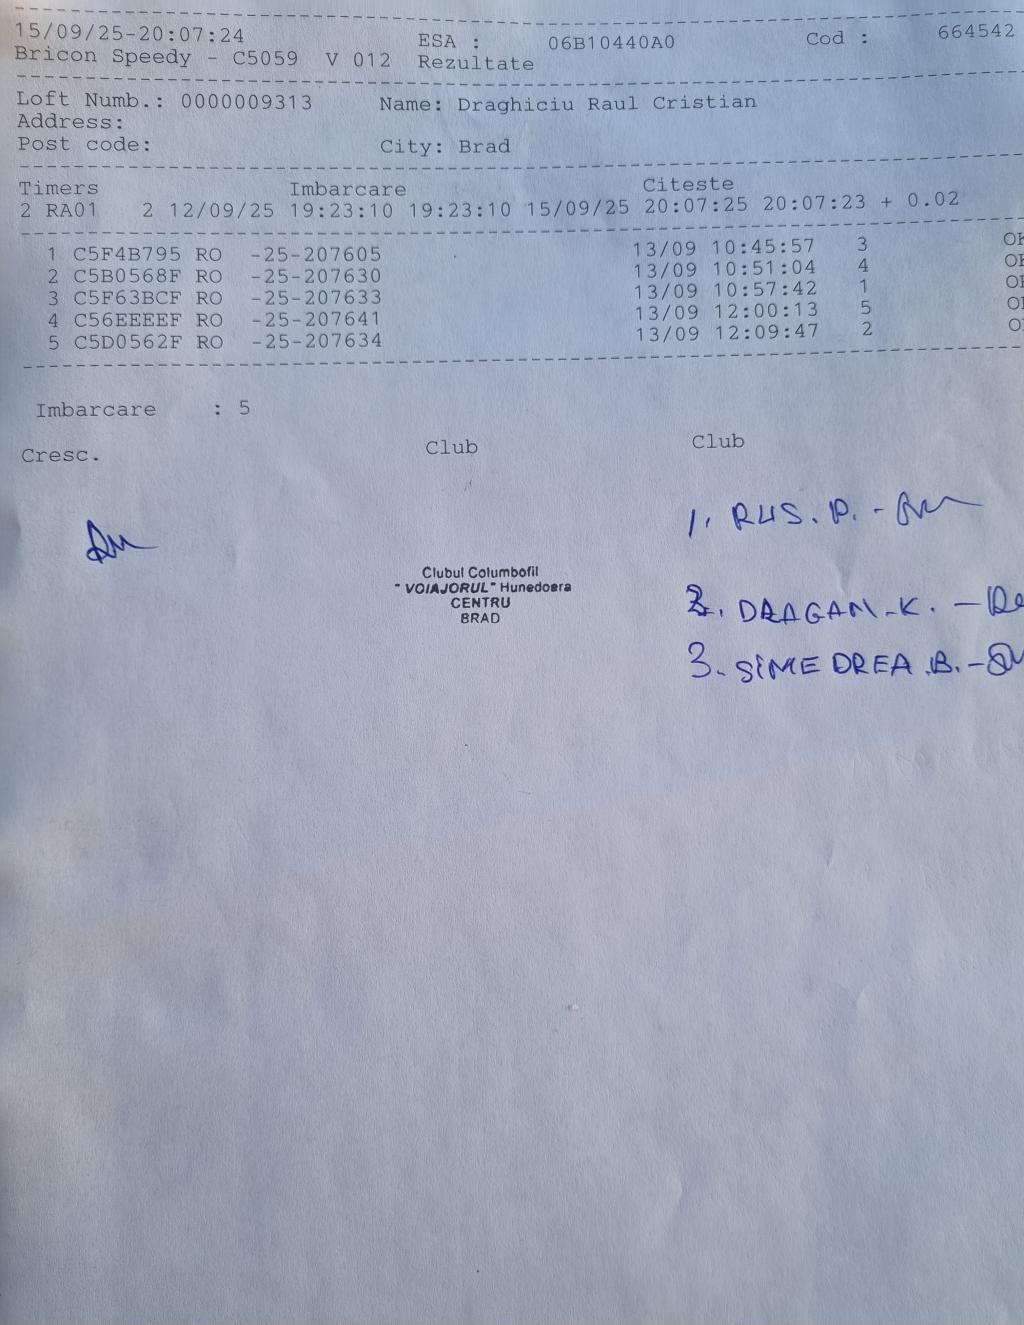 15/09/25-20:07:24 ESA : 06B10440A0 Cod : 664542
Bricon Speedy - C5059 V 012 Rezultate
Loft Numb.: 0000009313 Name: Draghiciu Raul Cristian
Address:
Post code: City: Brad
Timers Imbarcare Citeste
2 RA01 2 12/09/25 19:23:10 19:23:10 15/09/25 20:07:25 20:07:23 + 0.02
1 C5F4B795 RO -25-207605 13/09 10:45:57 3
2 C5B0568F RO -25-207630 13/09 10:51:04 4
3 C5F63BCF RO -25-207633 13/09 10:57:42 1
4 C56EEEEF RO -25-207641 13/09 12:00:13 5
5 C5D0562F RO -25-207634 13/09 12:09:47 2
Imbarcare : 5
Cresc. Club Club
1. RUS. P. -
Clubul Columbofil
"VOIAJORUL" Hunedoara
CENTRU
BRAD
2. DRAGAN. K. -
3. SIMEDREA .B. -